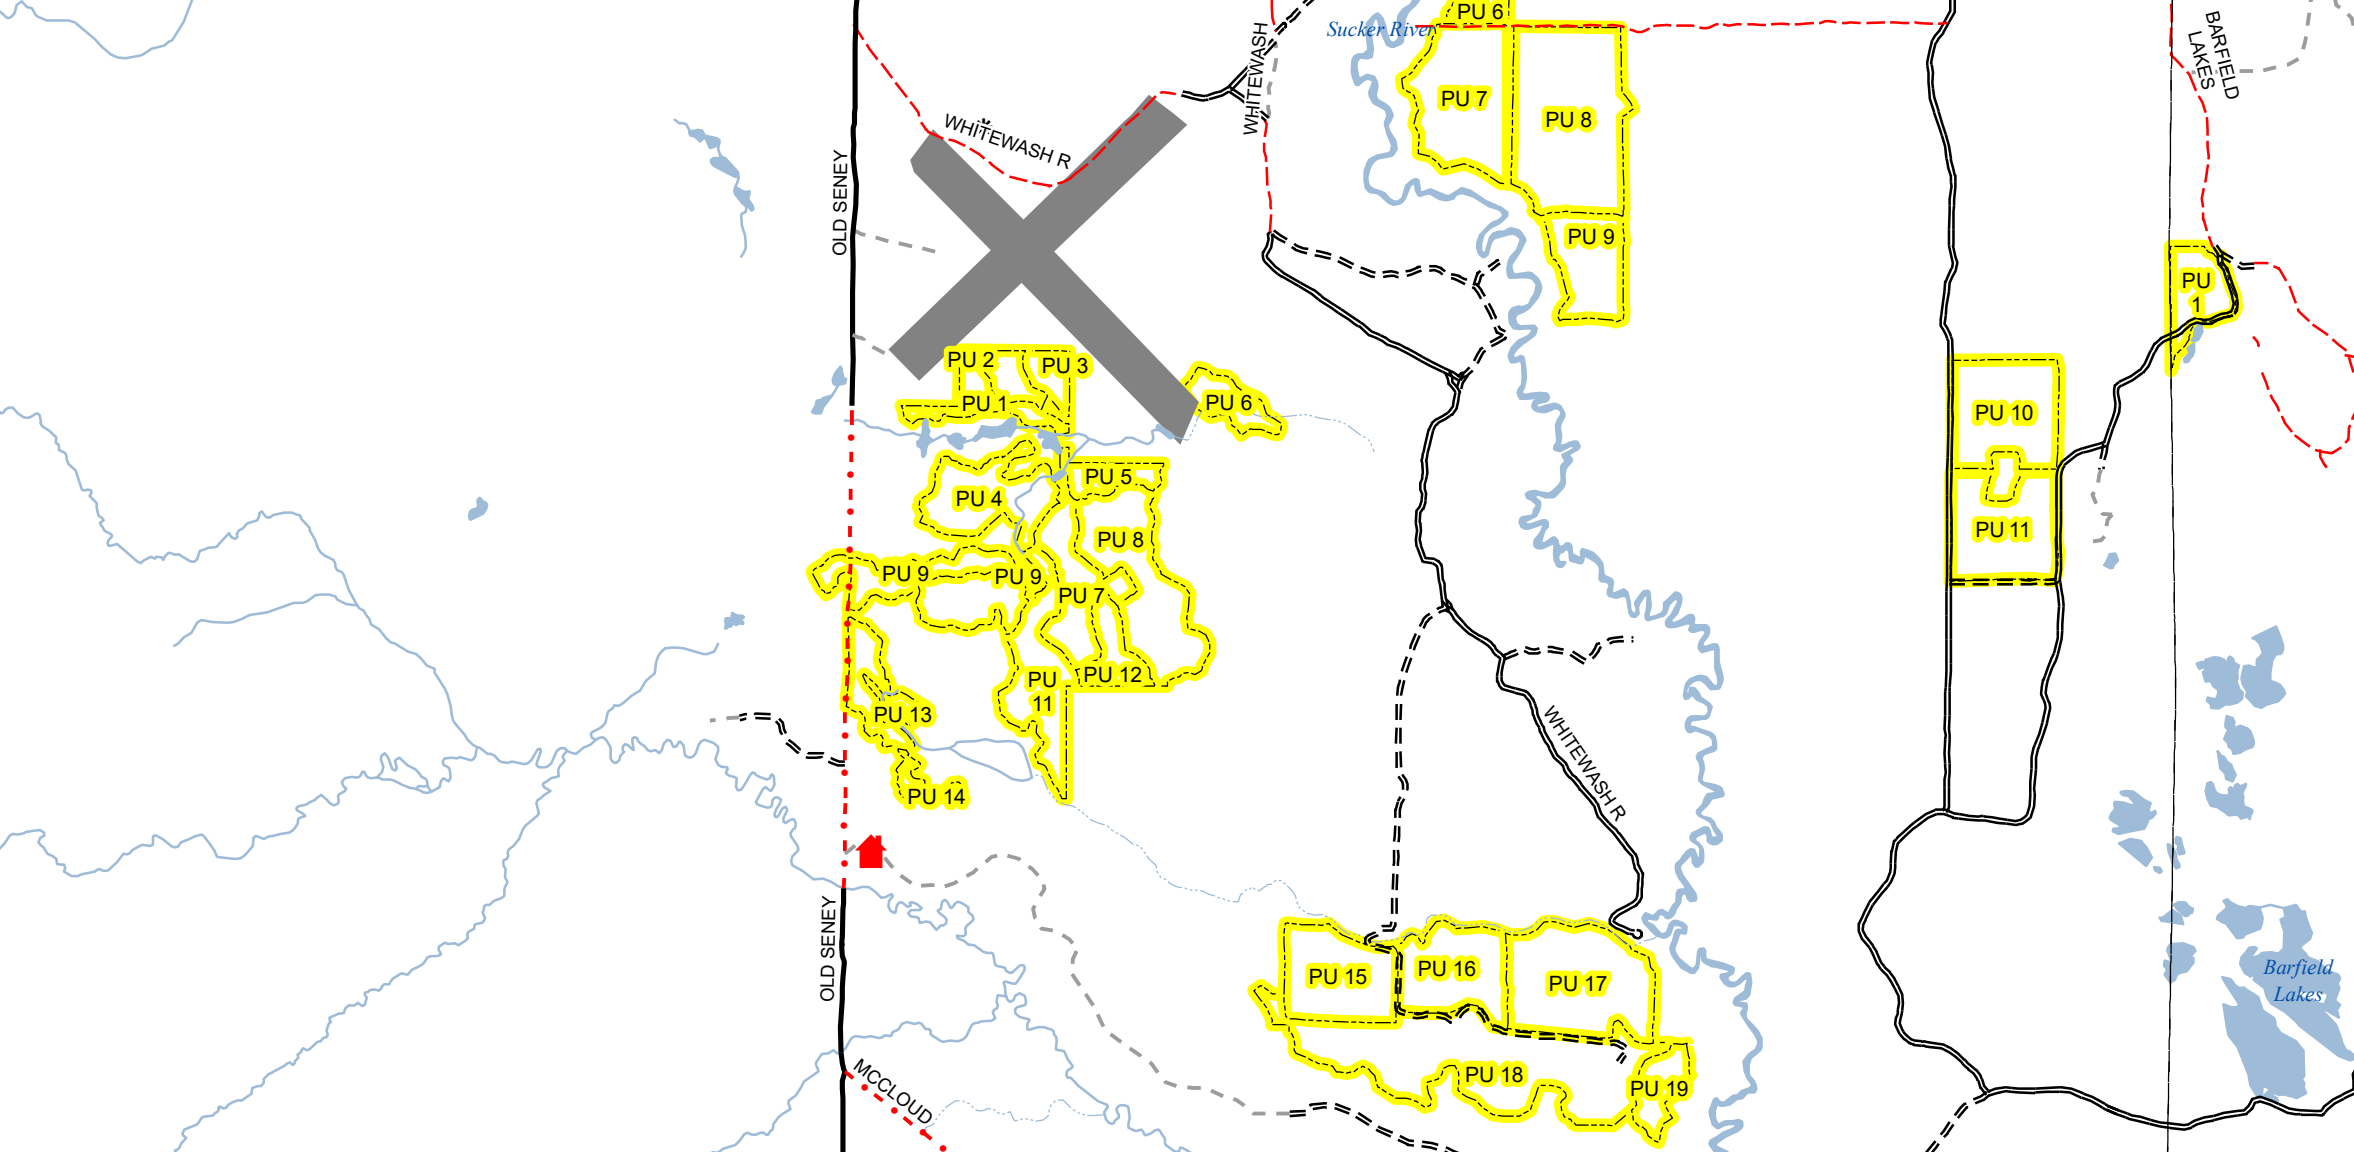 PU 6
Sucker River
WHITEWASH
BARFIELD
LAKES
PU 7
PU 8
WHITEWASH R
OLD SENEY
PU 9
PU
1
PU 2
PU 3
PU 1
PU 6
PU 10
PU 5
PU 4
PU 11
PU 8
PU 9
PU 9
PU 7
PU
11
PU 12
PU 13
WHITEWASH R
PU 14
OLD SENEY
PU 15
PU 16
PU 17
Barfield
Lakes
MCCLOUD
PU 18
PU 19